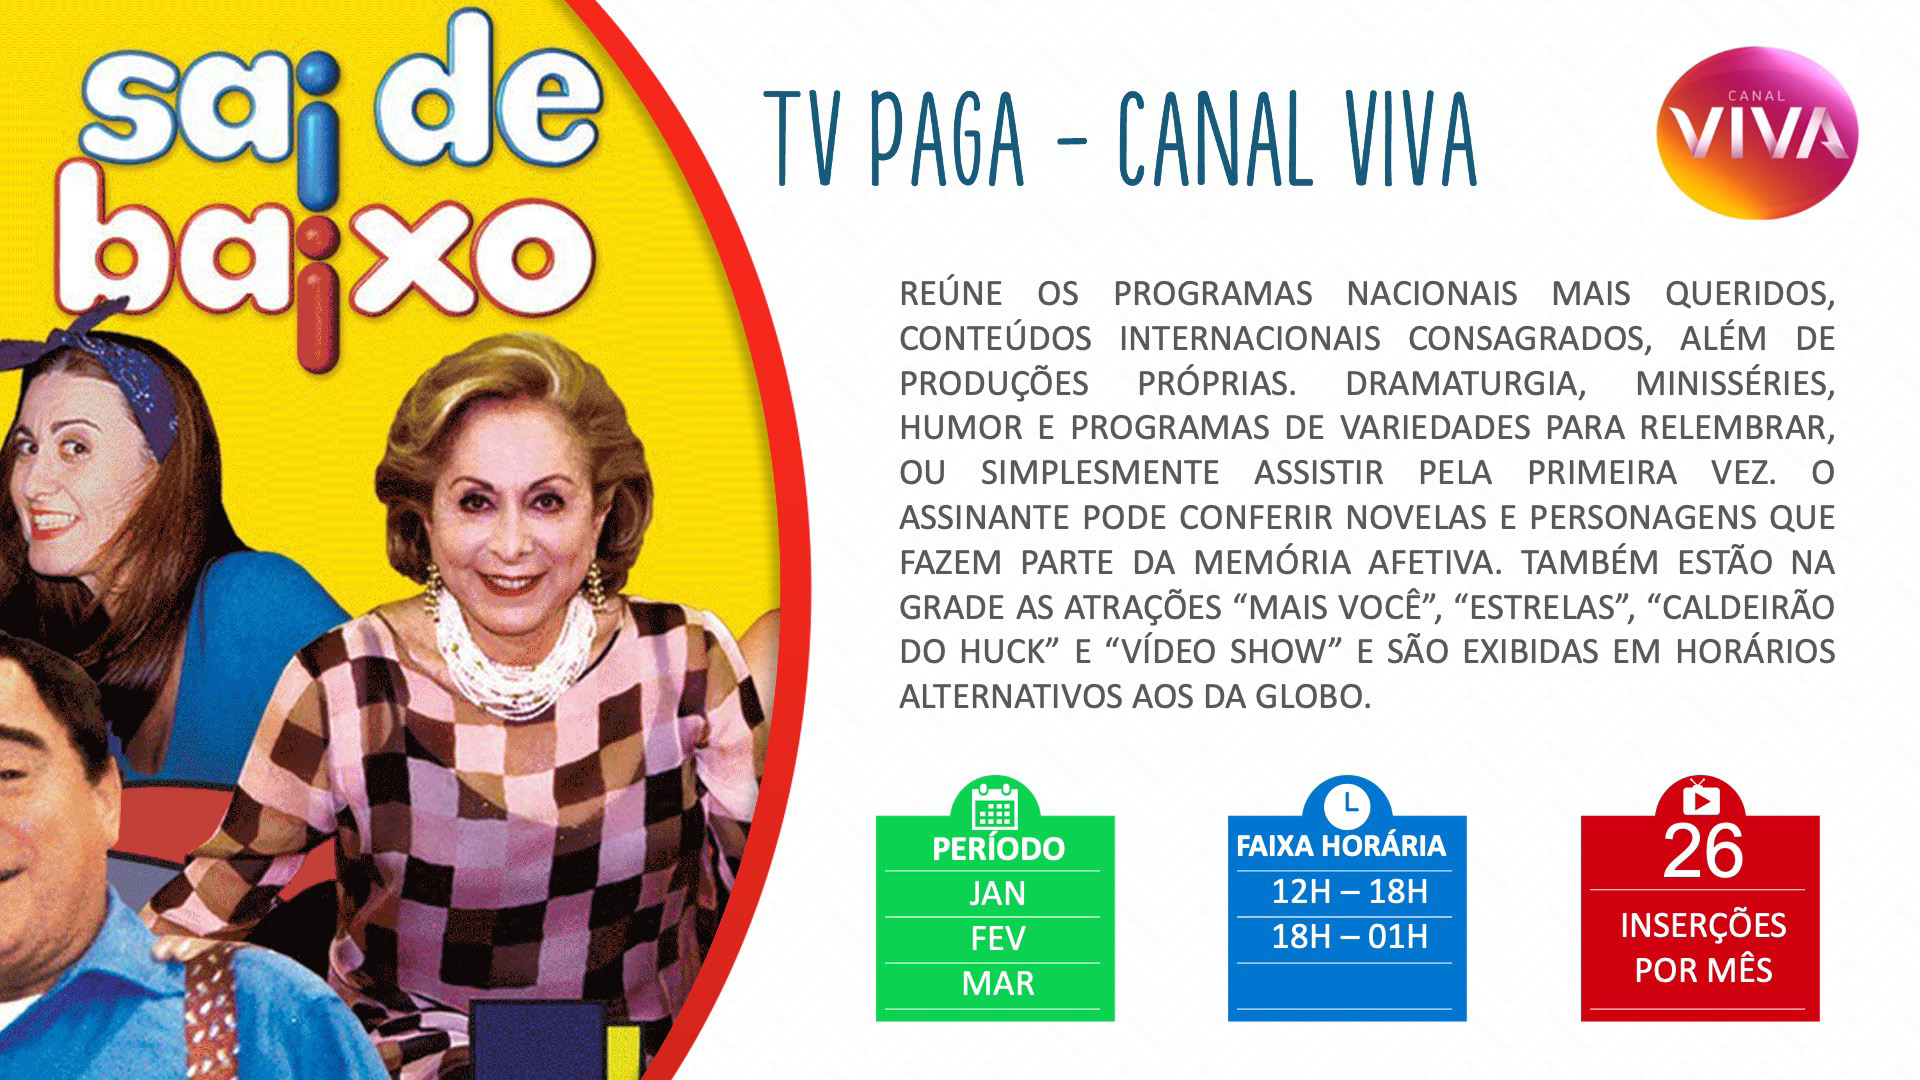 sai de
baixo
TV PAGA – CANAL VIVA
CANAL
VIVA
REÚNE OS PROGRAMAS NACIONAIS MAIS QUERIDOS,
CONTEÚDOS INTERNACIONAIS CONSAGRADOS, ALÉM DE
PRODUÇÕES PRÓPRIAS. DRAMATURGIA, MINISSÉRIES,
HUMOR E PROGRAMAS DE VARIEDADES PARA RELEMBRAR,
OU SIMPLESMENTE ASSISTIR PELA PRIMEIRA VEZ. O
ASSINANTE PODE CONFERIR NOVELAS E PERSONAGENS QUE
FAZEM PARTE DA MEMÓRIA AFETIVA. TAMBÉM ESTÃO NA
GRADE AS ATRAÇÕES “MAIS VOCÊ”, “ESTRELAS”, “CALDEIRÃO
DO HUCK” E “VÍDEO SHOW” E SÃO EXIBIDAS EM HORÁRIOS
ALTERNATIVOS AOS DA GLOBO.
PERÍODO
JAN
FEV
MAR
FAIXA HORÁRIA
12H – 18H
18H – 01H
26
INSERÇÕES
POR MÊS